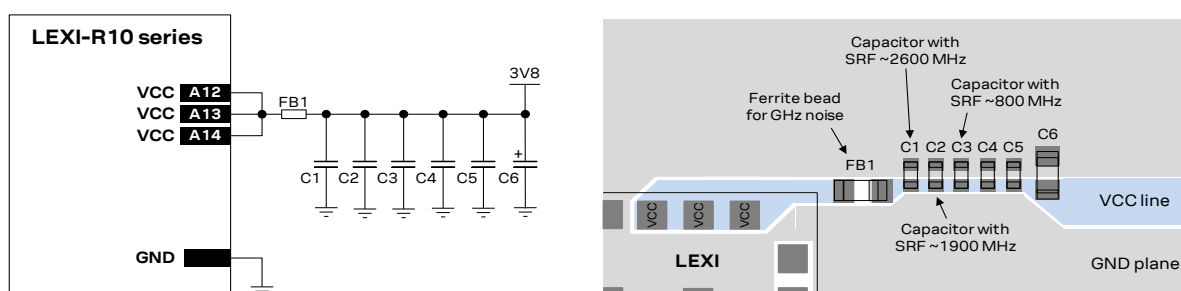 LEXI-R10 series
VCC A12
VCC A13
VCC A14
GND
FB1
3V8
C1
C2
C3
C4
C5
+
C6
Capacitor with
SRF ~2600 MHz
Capacitor with
SRF ~800 MHz
Ferrite bead
for GHz noise
FB1
C1 C2 C3 C4 C5
C6
VCC
VCC
VCC
VCC line
Capacitor with
SRF ~1900 MHz
LEXI
GND plane